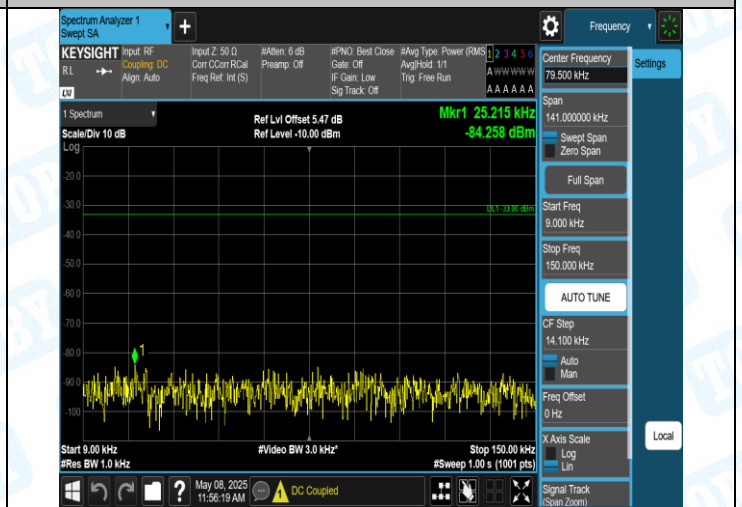 Spectrum Analyzer 1
Swept SA
Frequency
KEYSIGHT
RL
LXI
Input: RF
Coupling: DC
Align: Auto
Input Z: 50 Ω
Corr CCorr RCal
Freq Ref: Int (S)
#Atten: 6 dB
Preamp: Off
#PNO: Best Close
Gate: Off
IF Gain: Low
Sig Track: Off
#Avg Type: Power (RMS
Avg|Hold: 1/1
Trig: Free Run
1 2 3 4 5 6
A W W W W W
A A A A A A
1 Spectrum
Scale/Div 10 dB
Log
Ref Lvl Offset 5.47 dB
Ref Level -10.00 dBm
Mkr1 25.215 kHz
-84.258 dBm
-20.0
-30.0
UL1 -33.00 dBm
-40.0
-50.0
-60.0
-70.0
-80.0
1
-90.0
-100
Start 9.00 kHz
#Res BW 1.0 kHz
#Video BW 3.0 kHz*
Stop 150.00 kHz
#Sweep 1.00 s (1001 pts)
May 08, 2025
11:56:19 AM
DC Coupled
Center Frequency
79.500 kHz
Span
141.000000 kHz
Swept Span
Zero Span
Full Span
Start Freq
9.000 kHz
Stop Freq
150.000 kHz
AUTO TUNE
CF Step
14.100 kHz
Auto
Man
Freq Offset
0 Hz
X Axis Scale
Log
Lin
Signal Track
(Span Zoom)
Settings
Local